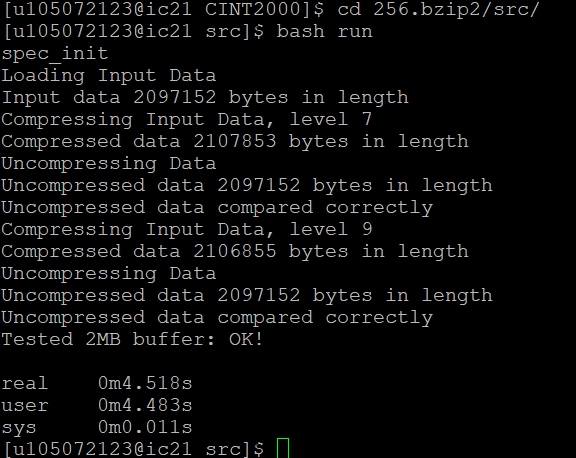 [u105072123@ic21 CINT2000]$ cd 256.bzip2/src/
[u105072123@ic21 src]$ bash run
spec_init
Loading Input Data
Input data 2097152 bytes in length
Compressing Input Data, level 7
Compressed data 2107853 bytes in length
Uncompressing Data
Uncompressed data 2097152 bytes in length
Uncompressed data compared correctly
Compressing Input Data, level 9
Compressed data 2106855 bytes in length
Uncompressing Data
Uncompressed data 2097152 bytes in length
Uncompressed data compared correctly
Tested 2MB buffer: OK!
real    0m4.518s
user    0m4.483s
sys     0m0.011s
[u105072123@ic21 src]$